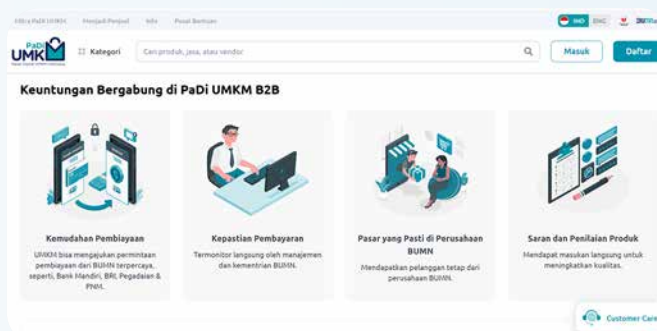 Mitra PaDi UMKM Menjadi Penjual Info Pusat Bantuan IND ENG
PaDi
UMKM
Kategori Cari produk, jasa, atau vendor Masuk Daftar
Keuntungan Bergabung di PaDi UMKM B2B
Kemudahan Pembiayaan
UMKM bisa mengajukan permintaan
pembiayaan dari BUMN terpercaya,
seperti, Bank Mandiri, BRI, Pegadaian &
PNM.
Kepastian Pembayaran
Termonitor langsung oleh manajemen
dan kementrian BUMN.
Pasar yang Pasti di Perusahaan
BUMN
Mendapatkan pelanggan tetap dari
perusahaan BUMN.
Saran dan Penilaian Produk
Mendapat masukan langsung untuk
meningkatkan kualitas.
Customer Care